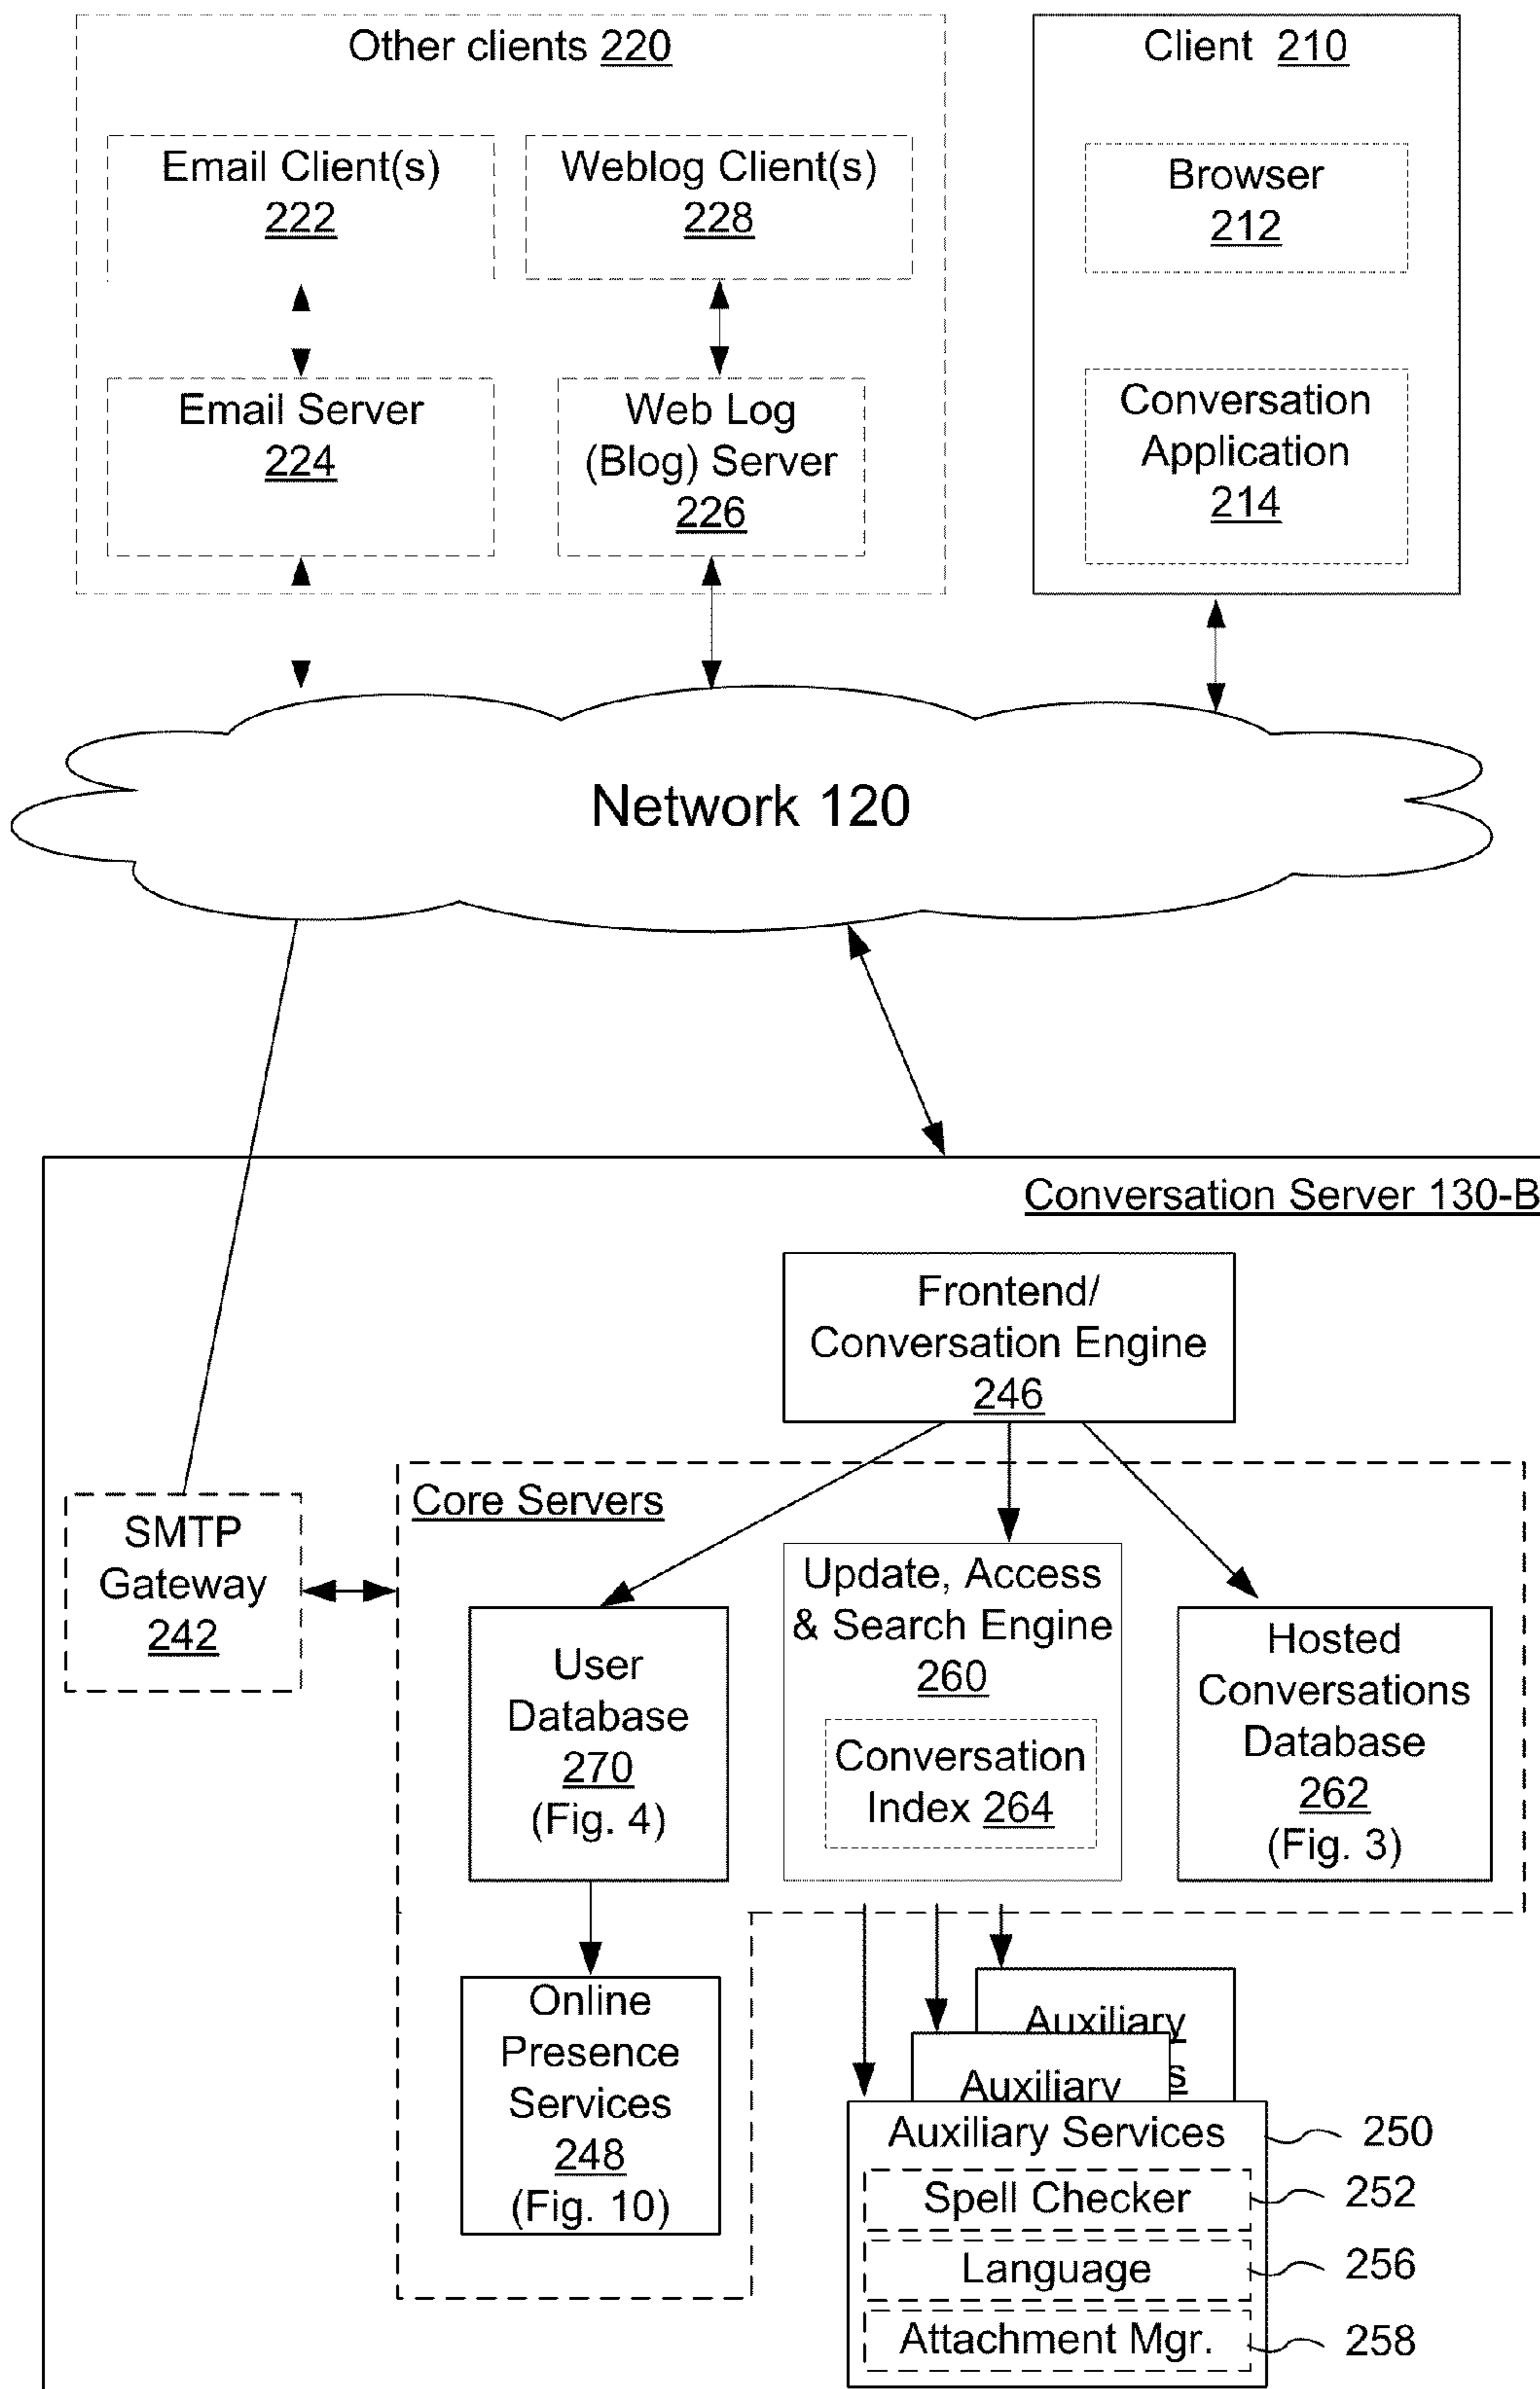 Other clients 220
Email Client(s)
222
Weblog Client(s)
228
Email Server
224
Web Log
(Blog) Server
226
Client 210
Browser
212
Conversation
Application
214
Network 120
Conversation Server 130-B
Frontend/
Conversation Engine
246
SMTP
Gateway
242
Core Servers
User
Database
270
(Fig. 4)
Update, Access
& Search Engine
260
Conversation
Index 264
Hosted
Conversations
Database
262
(Fig. 3)
Online
Presence
Services
248
(Fig. 10)
Auxiliary
s
Auxiliary
Auxiliary Services
250
Spell Checker
252
Language
256
Attachment Mgr.
258